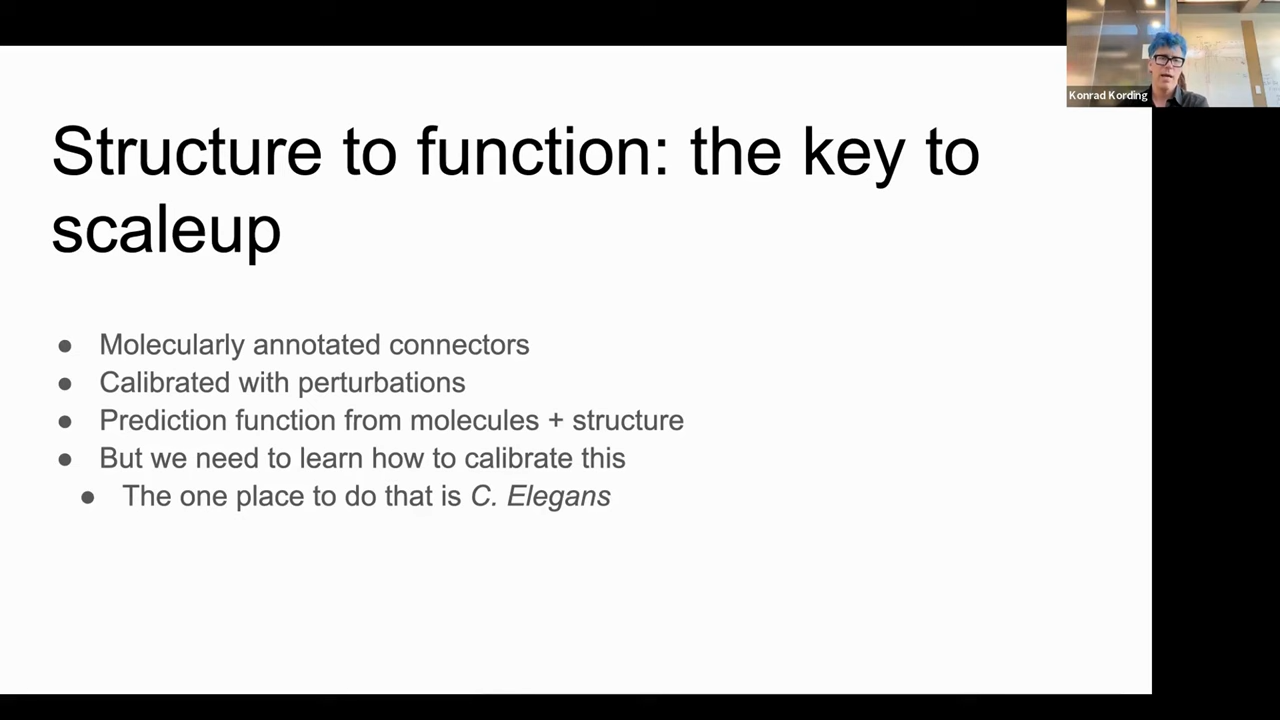 Konrad Kording
Structure to function: the key to
scaleup
● Molecularly annotated connectors
● Calibrated with perturbations
● Prediction function from molecules + structure
● But we need to learn how to calibrate this
● The one place to do that is C. Elegans